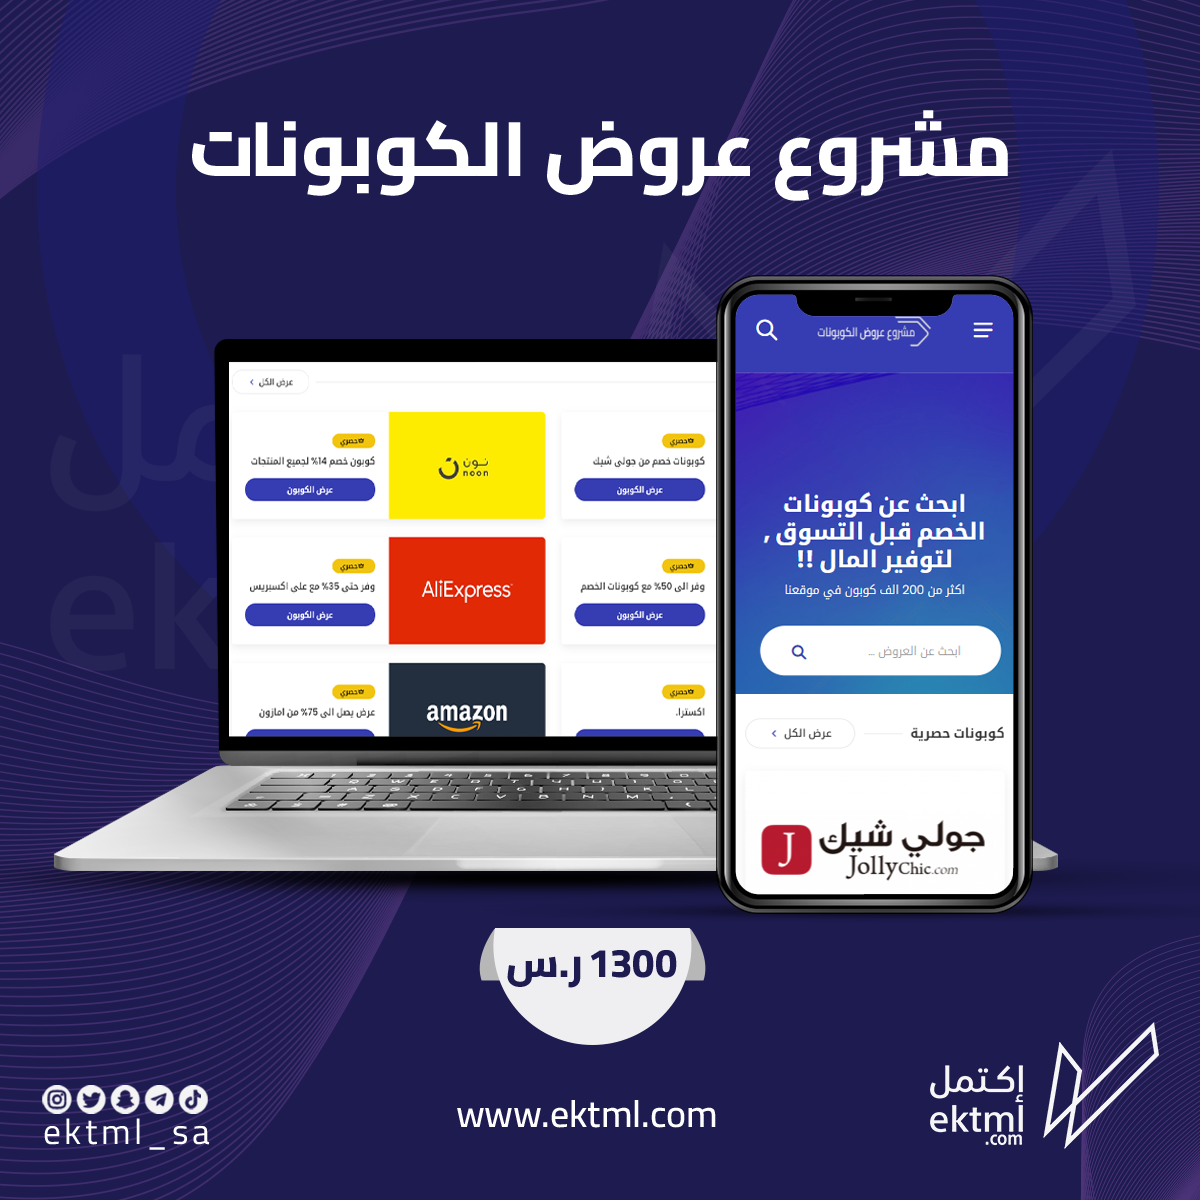 مشروع عروض الكوبونات
عرض الكل
حصري
كوبونات خصم من جولى شيك
عرض الكوبون
نون
noon
حصري
كوبون خصم 14% لجميع المنتجات
عرض الكوبون
حصري
وفر الى 50% مع كوبونات الخصم
عرض الكوبون
AliExpress
حصري
وفر حتى 35% مع على اكسبريس
عرض الكوبون
حصري
اكسترا.
amazon
حصري
عرض يصل الى 75% من امازون
مشروع عروض الكوبونات
ابحث عن كوبونات
الخصم قبل التسوق ,
لتوفير المال !!
اكثر من 200 الف كوبون في موقعنا
ابحث عن العروض ...
كوبونات حصرية
عرض الكل
J
جولي شيك
JollyChic.com
1300 ر.س
إكتمل
ektml
.com
www.ektml.com
ektml_sa